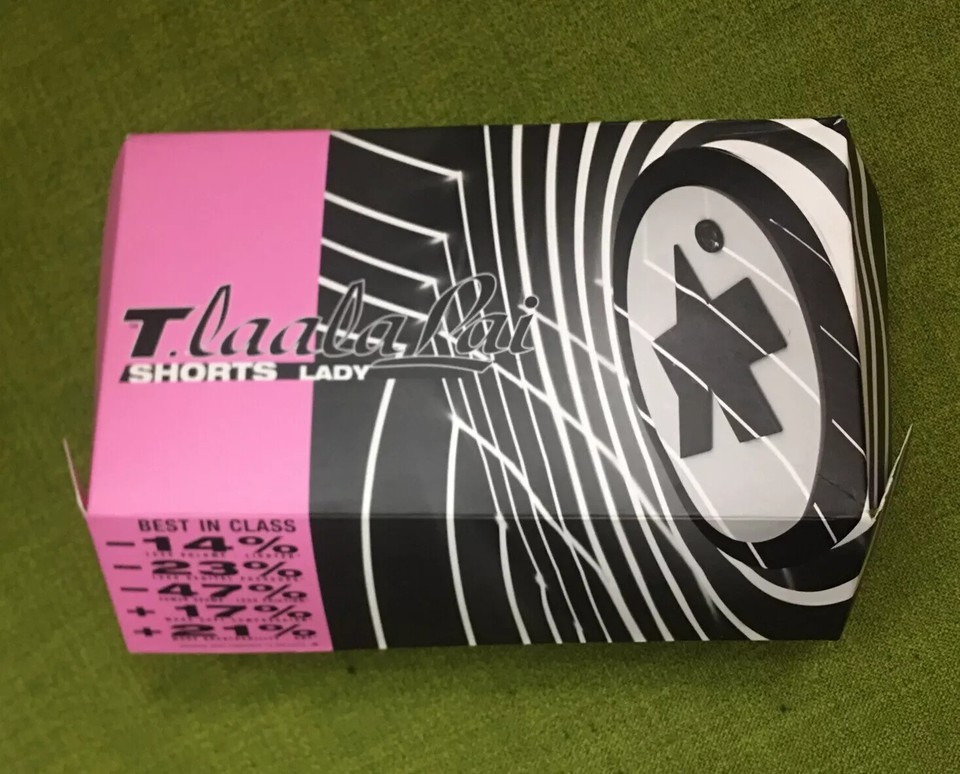 T.laalaLai
SHORTS LADY
BEST IN CLASS
-14%
-23%
-47%
+17%
+21%